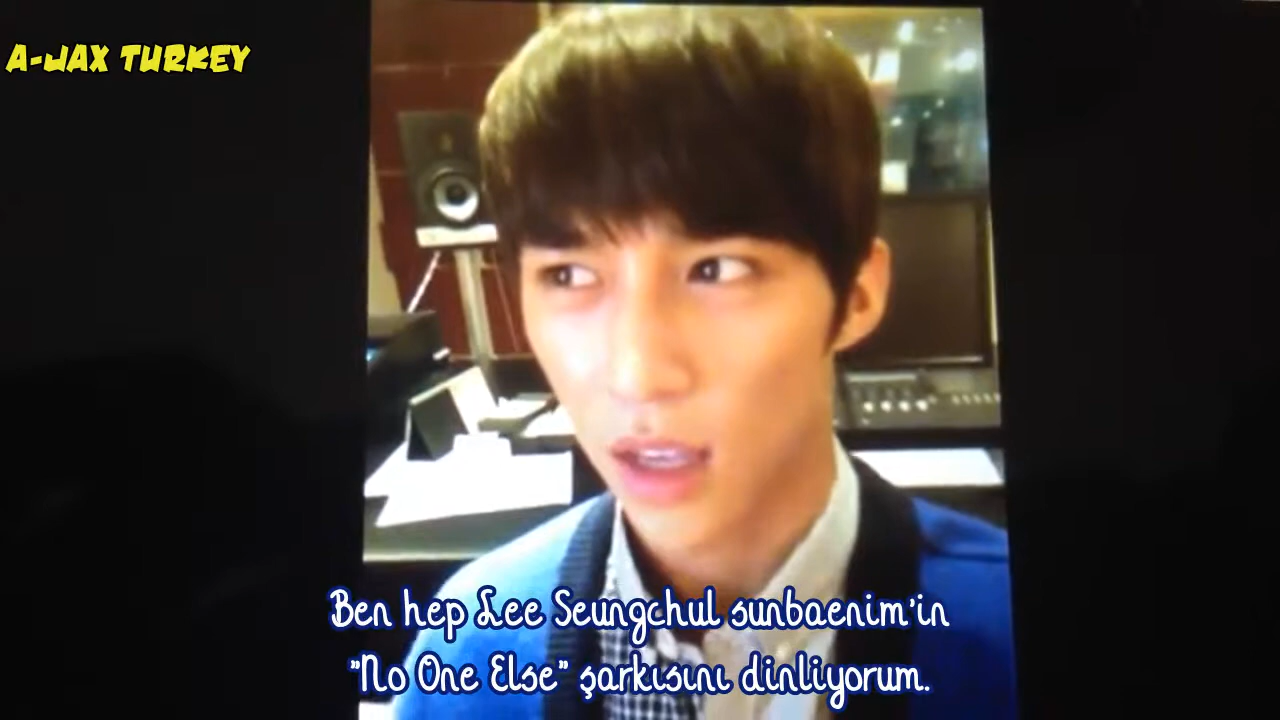 A-JAX TURKEY
Ben hep Lee Seungchul sunbaenim'in
"No One Else" şarkısını dinliyorum.